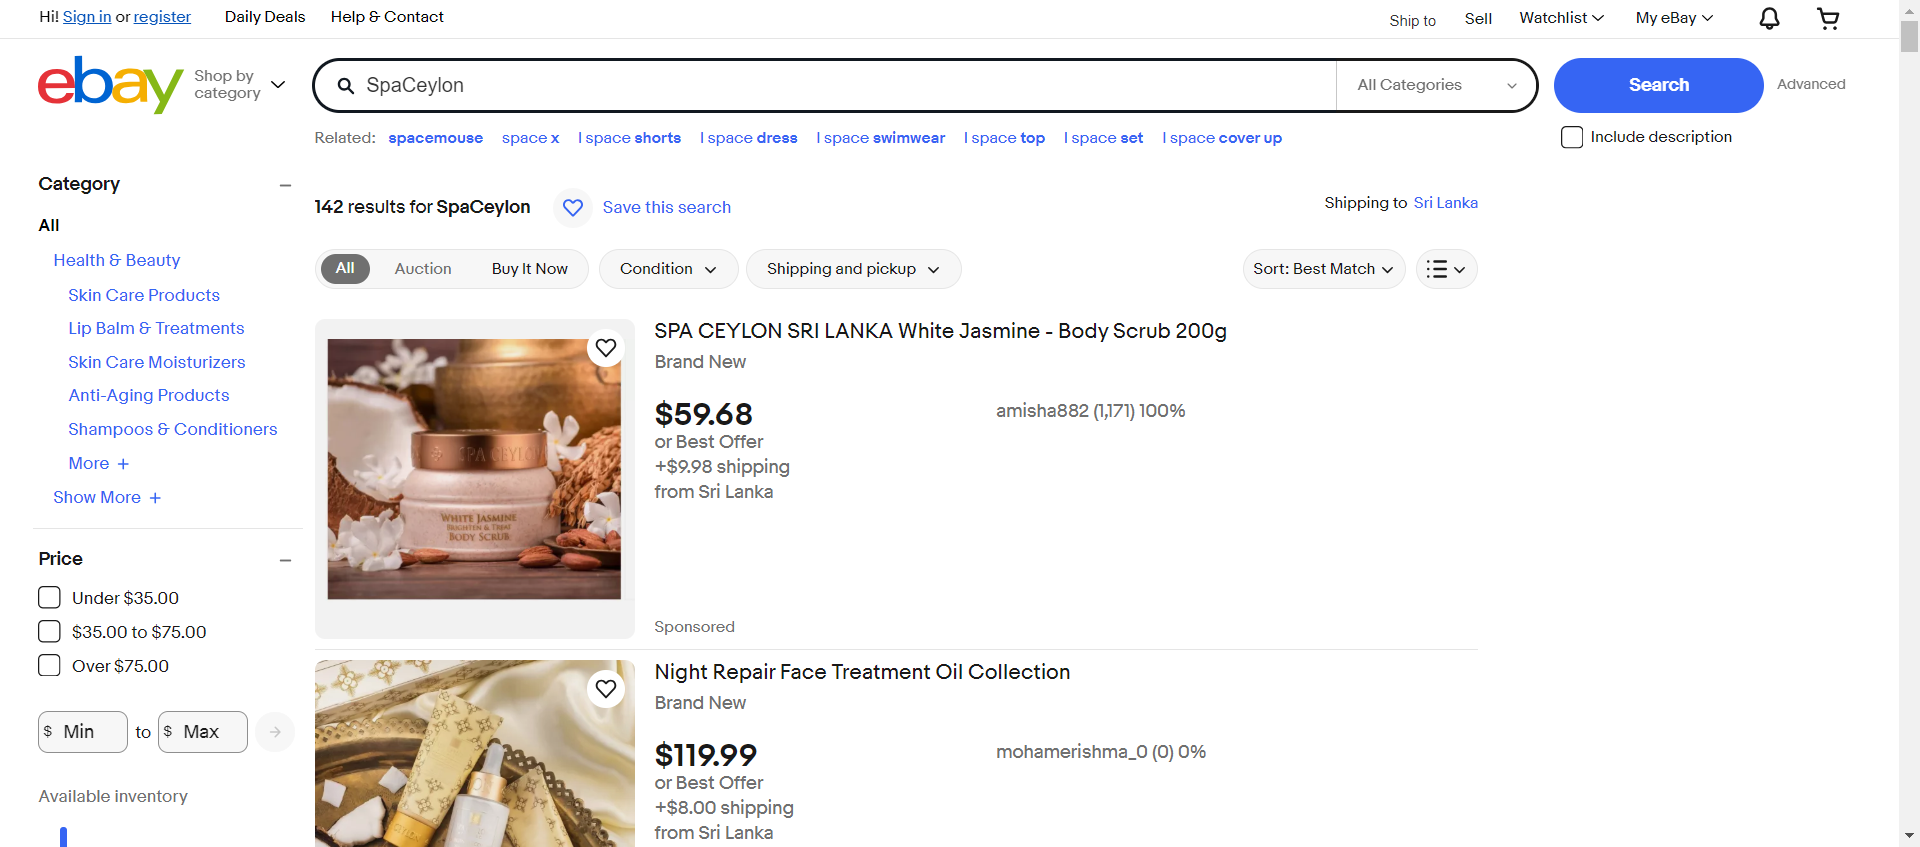 Hi! Sign in or register
Daily Deals
Help & Contact
Ship to
Sell
Watchlist
My eBay
ebay
Shop by
category
SpaCeylon
All Categories
Search
Advanced
Related: spacemouse space x l space shorts l space dress l space swimwear l space top l space set l space cover up
Include description
Category
All
Health & Beauty
Skin Care Products
Lip Balm & Treatments
Skin Care Moisturizers
Anti-Aging Products
Shampoos & Conditioners
More +
Show More +
Price
Under $35.00
$35.00 to $75.00
Over $75.00
$ Min to $ Max
Available inventory
142 results for SpaCeylon
Save this search
Shipping to Sri Lanka
All
Auction
Buy It Now
Condition
Shipping and pickup
Sort: Best Match
SPA CEYLON
WHITE JASMINE
BRIGHTEN & TREAT
BODY SCRUB
SPA CEYLON SRI LANKA White Jasmine - Body Scrub 200g
Brand New
$59.68
or Best Offer
+$9.98 shipping
from Sri Lanka
amisha882 (1,171) 100%
Sponsored
Night Repair Face Treatment Oil Collection
Brand New
$119.99
or Best Offer
+$8.00 shipping
from Sri Lanka
mohamerishma_0 (0) 0%